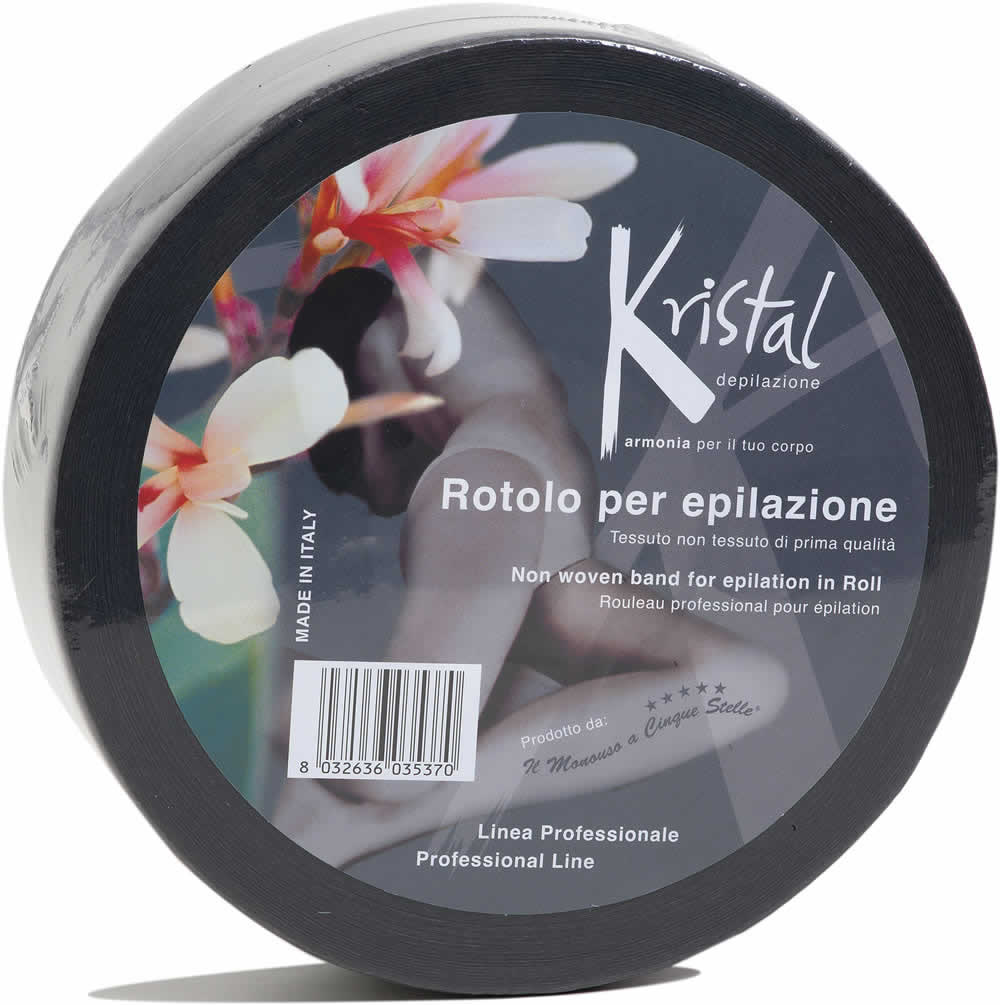 Kristal
depilazione
armonia per il tuo corpo
Rotolo per epilazione
Tessuto non tessuto di prima qualità
Non woven band for epilation in Roll
Rouleau professional pour épilation
MADE IN ITALY
8 032636 035370
Prodotto da:
Il Monouso a Cinque Stelle®
Linea Professionale
Professional Line